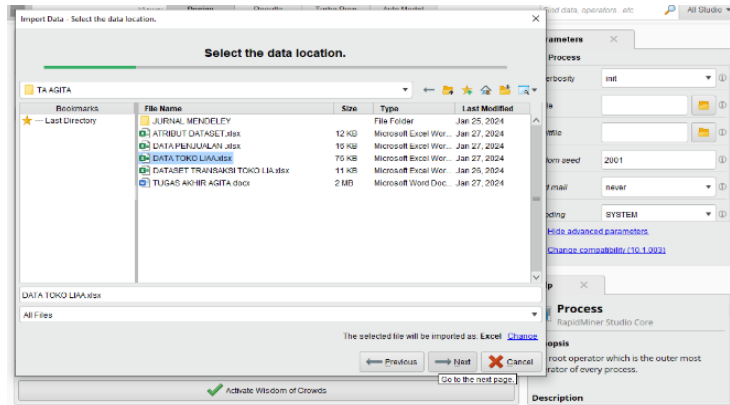 Import Data - Select the data location.
Select the data location.
TA AGITA
Bookmarks
--- Last Directory
File Name Size Type Last Modified
JURNAL MENDELEY File Folder Jan 25, 2024
ATRIBUT DATASET.xlsx 12 KB Microsoft Excel Wor... Jan 27, 2024
DATA PENJUALAN .xlsx 16 KB Microsoft Excel Wor... Jan 27, 2024
DATA TOKO LIAA.xlsx 75 KB Microsoft Excel Wor... Jan 27, 2024
DATASET TRANSAKSI TOKO LIA.xlsx 11 KB Microsoft Excel Wor... Jan 26, 2024
TUGAS AKHIR AGITA.docx 2 MB Microsoft Word Doc... Jan 27, 2024
DATA TOKO LIAA.xlsx
All Files
The selected file will be imported as: Excel Change
Previous
Next
Cancel
Go to the next page.
Activate Wisdom of Crowds
find data, operators...etc
All Studio
Process
init
2001
never
SYSTEM
Hide advanced parameters
Change compatibility (10.1.003)
Process
RapidMiner Studio Core
root operator which is the outer most
of every process.
Description